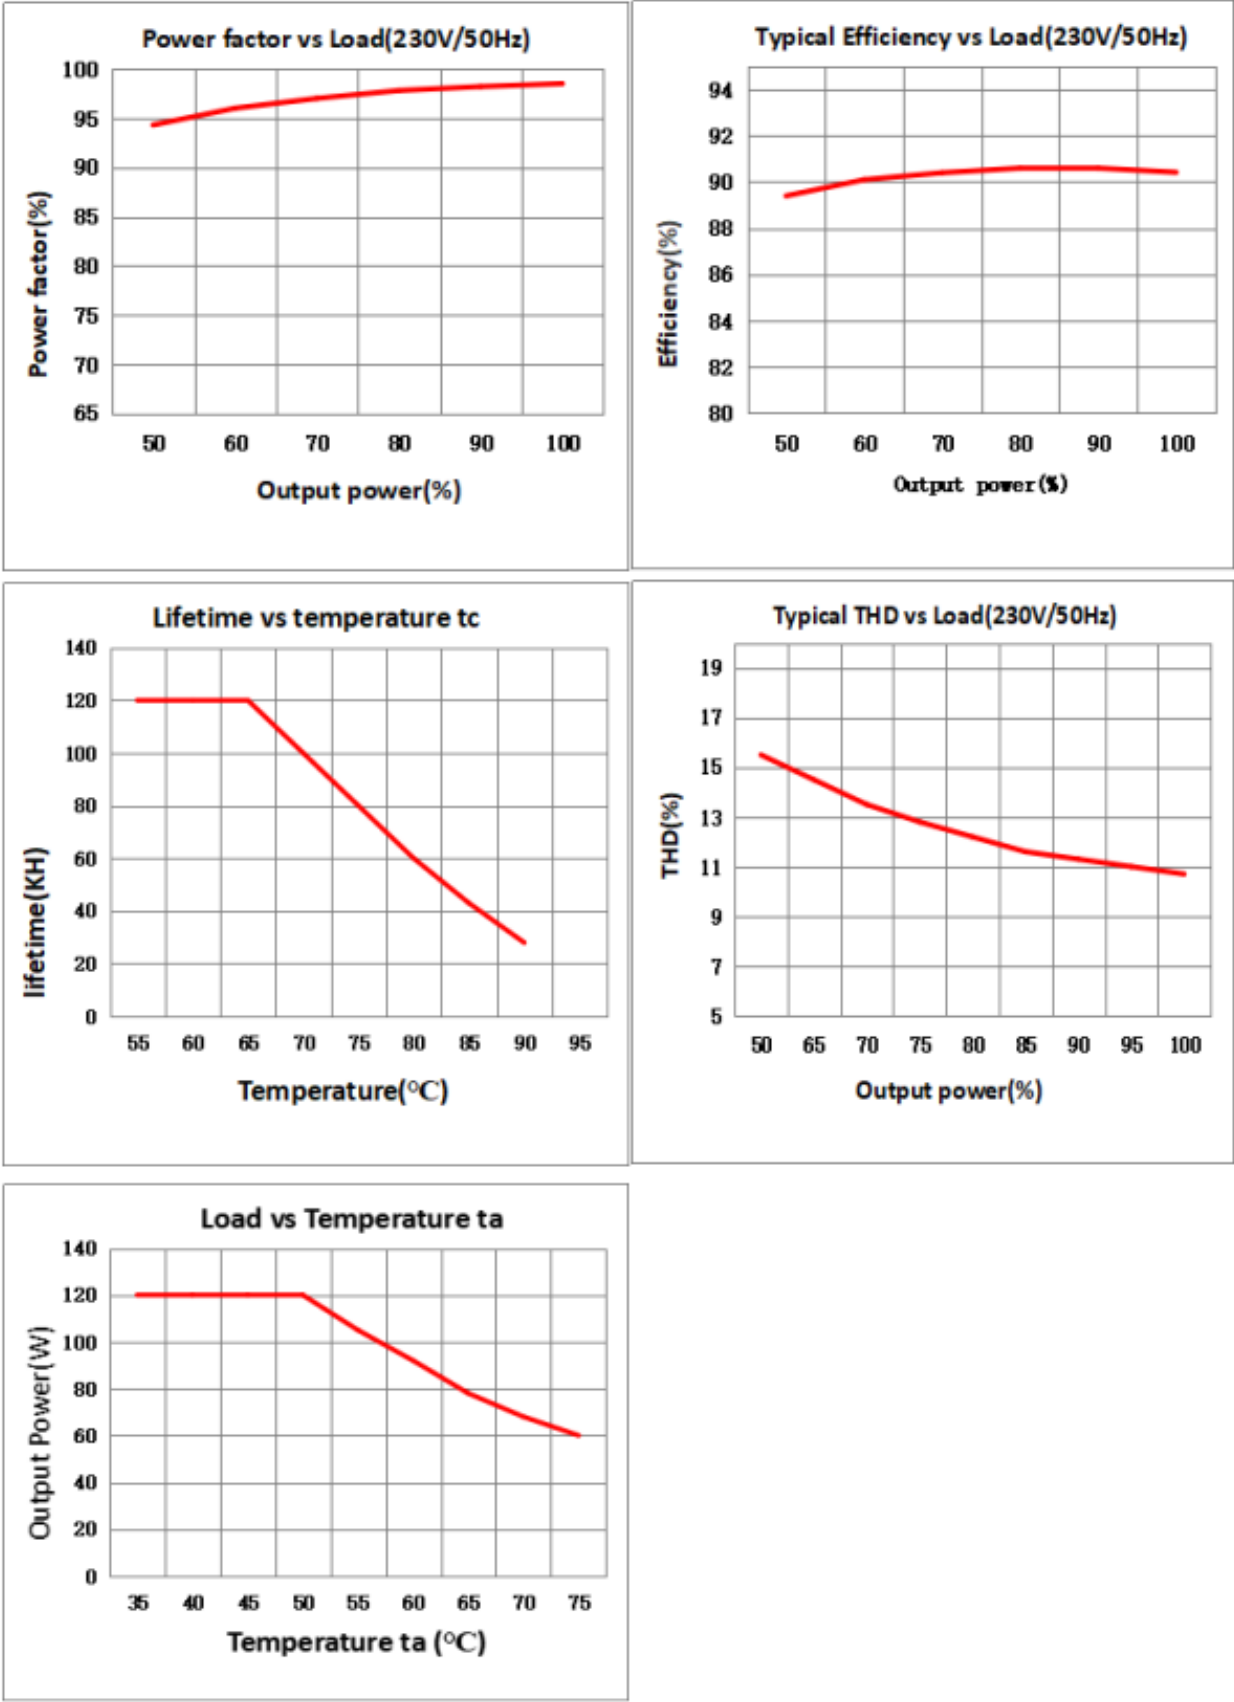 Power factor vs Load(230V/50Hz)
100
95
90
85
80
75
70
65
Power factor(%)
50 60 70 80 90 100
Output power(%)
Typical Efficiency vs Load(230V/50Hz)
94
92
90
88
86
84
82
80
Efficiency(%)
50 60 70 80 90 100
Output power(%)
Lifetime vs temperature tc
140
120
100
80
60
40
20
0
lifetime(KH)
55 60 65 70 75 80 85 90 95
Temperature(°C)
Typical THD vs Load(230V/50Hz)
19
17
15
13
11
9
7
5
THD(%)
50 65 70 75 80 85 90 95 100
Output power(%)
Load vs Temperature ta
140
120
100
80
60
40
20
0
Output Power(W)
35 40 45 50 55 60 65 70 75
Temperature ta (°C)